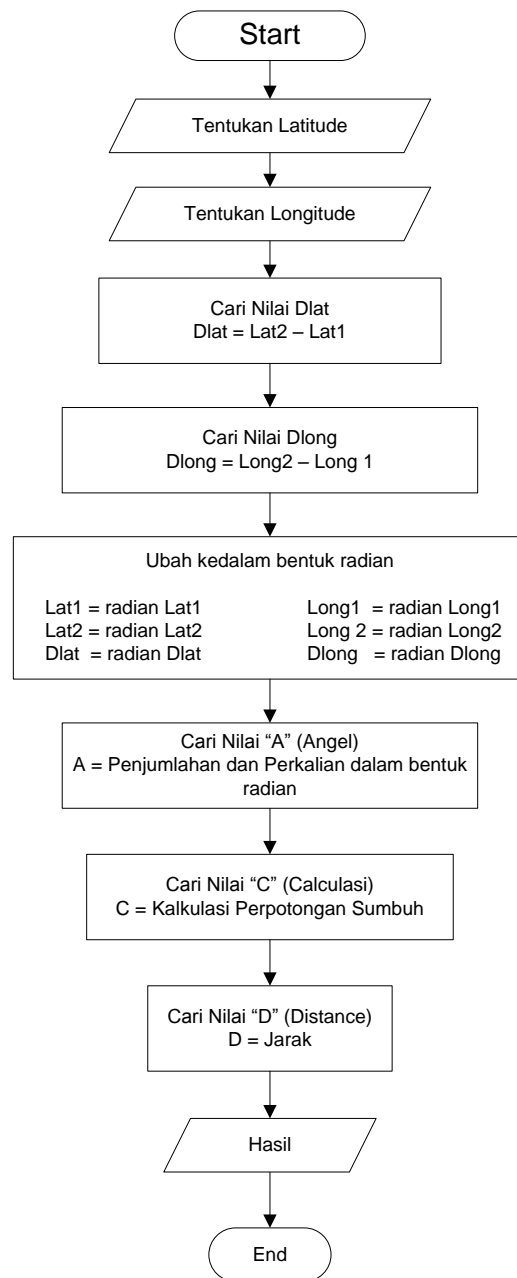 Start
Tentukan Latitude
Tentukan Longitude
Cari Nilai Dlat
Dlat = Lat2 – Lat1
Cari Nilai Dlong
Dlong = Long2 – Long 1
Ubah kedalam bentuk radian
Lat1 = radian Lat1 Long1 = radian Long1
Lat2 = radian Lat2 Long 2 = radian Long2
Dlat = radian Dlat Dlong = radian Dlong
Cari Nilai “A” (Angel)
A = Penjumlahan dan Perkalian dalam bentuk
radian
Cari Nilai “C” (Calculasi)
C = Kalkulasi Perpotongan Sumbuh
Cari Nilai “D” (Distance)
D = Jarak
Hasil
End